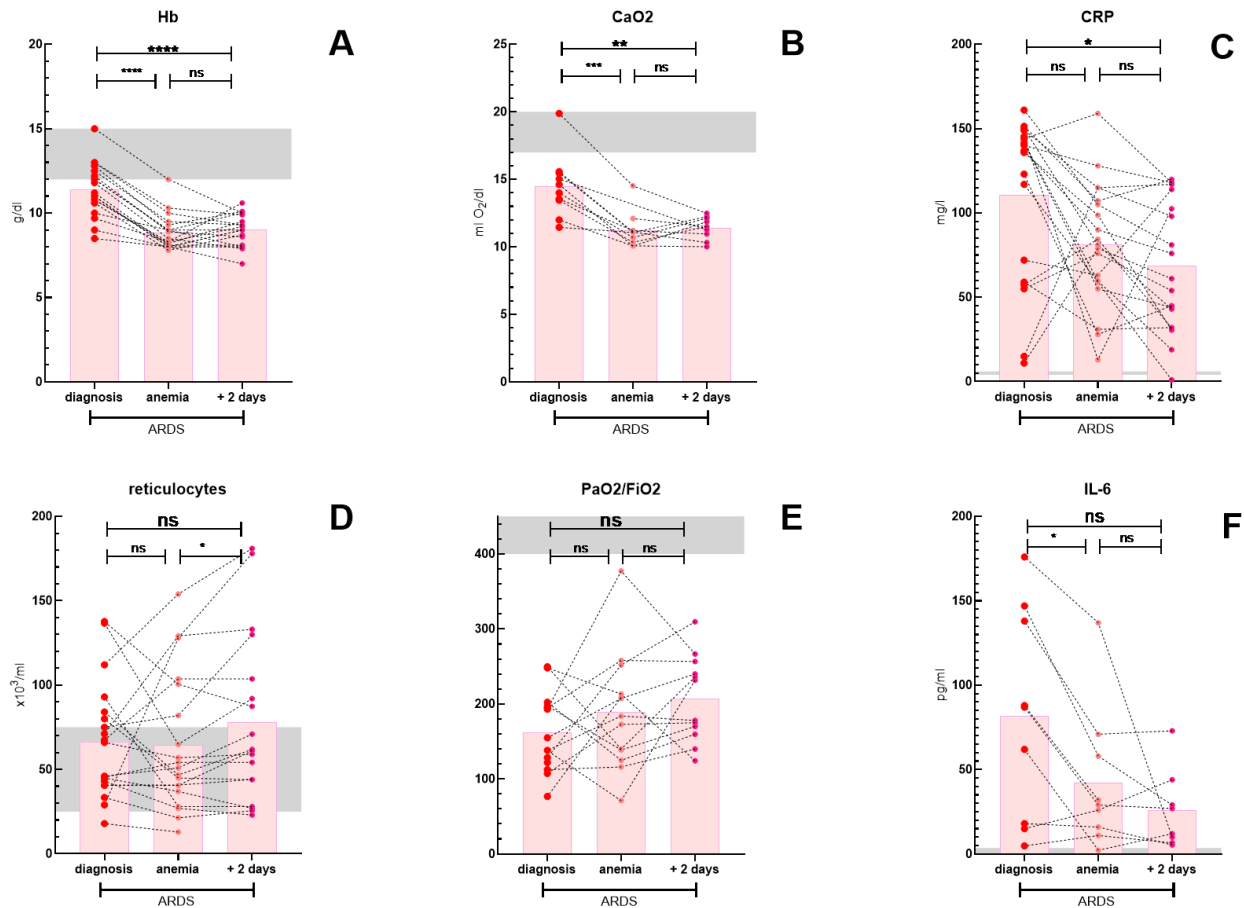 Hb
A
20
15
10
5
0
g/dl
****
****
ns
diagnosis anemia + 2 days
ARDS
CaO2
B
25
20
15
10
5
0
ml O₂/dl
**
***
ns
diagnosis anemia + 2 days
ARDS
CRP
C
200
150
100
50
0
mg/l
*
ns
ns
diagnosis anemia + 2 days
ARDS
reticulocytes
D
200
150
100
50
0
x10³/ml
ns
ns
*
diagnosis anemia + 2 days
ARDS
PaO2/FiO2
E
400
300
200
100
0
ns
ns
ns
diagnosis anemia + 2 days
ARDS
IL-6
F
200
150
100
50
0
pg/ml
ns
*
ns
diagnosis anemia + 2 days
ARDS